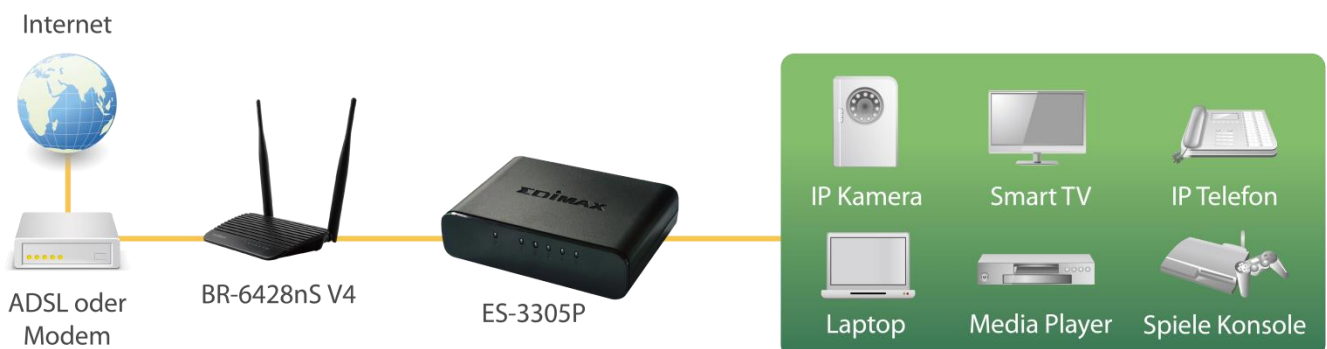 Internet
ADSL oder
Modem
BR-6428nS V4
EDIMAX
ES-3305P
IP Kamera
Smart TV
IP Telefon
Laptop
Media Player
Spiele Konsole